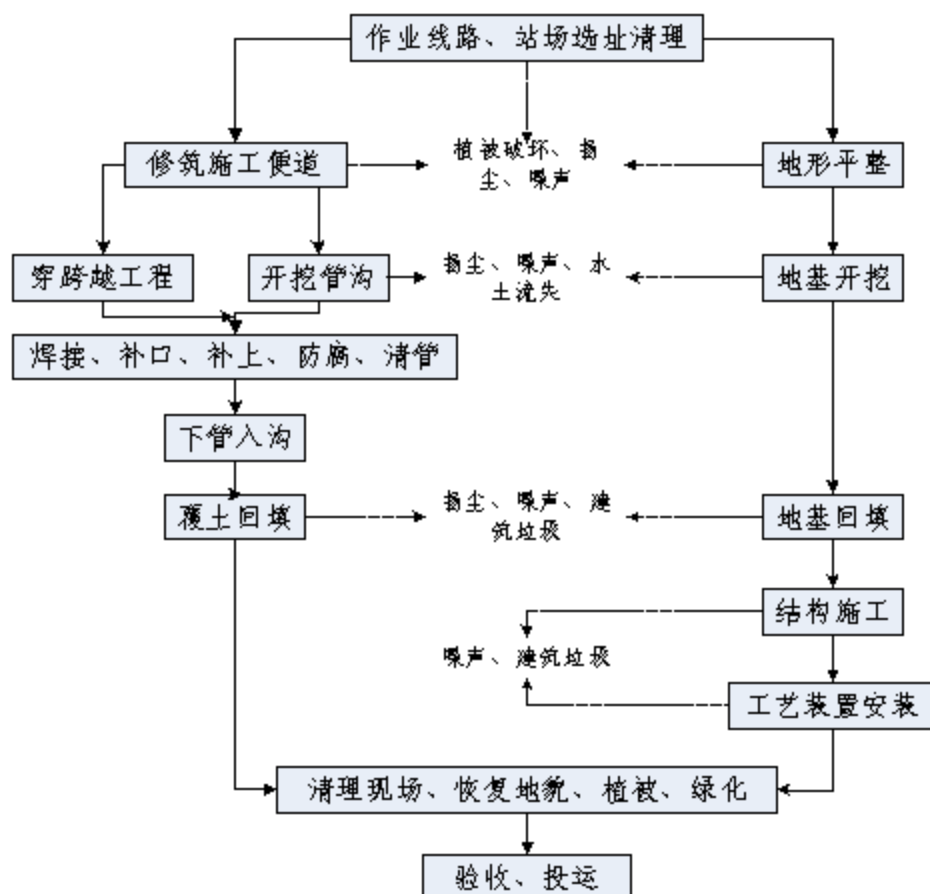 作业线路、站场选址清理
修筑施工便道
植被破坏、扬
尘、噪声
地形平整
穿跨越工程
开挖管沟
扬尘、噪声、水
土流失
地基开挖
焊接、补口、补上、防腐、清管
下管入沟
覆土回填
扬尘、噪声、建
筑垃圾
地基回填
结构施工
噪声、建筑垃圾
工艺装置安装
清理现场、恢复地貌、植被、绿化
验收、投运